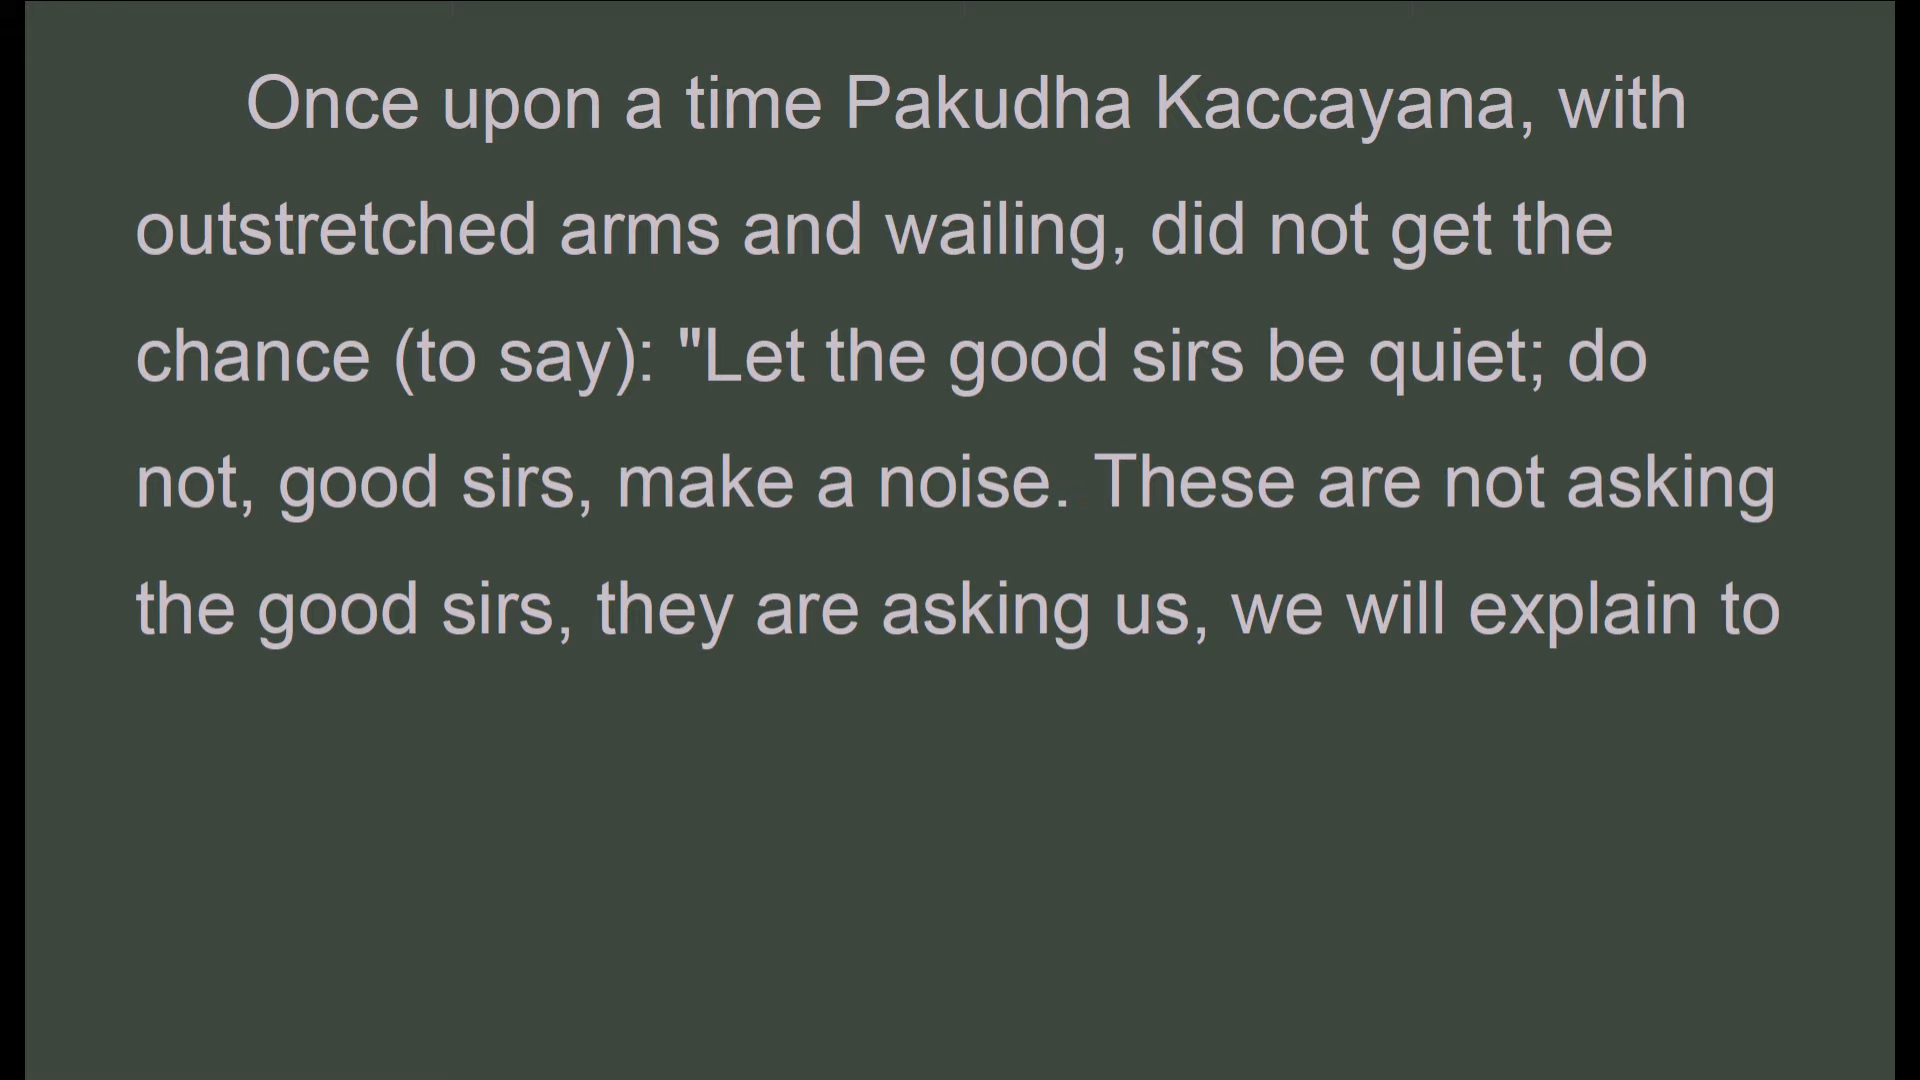 Once upon a time Pakudha Kaccayana, with
outstretched arms and wailing, did not get the
chance (to say): "Let the good sirs be quiet; do
not, good sirs, make a noise. These are not asking
the good sirs, they are asking us, we will explain to